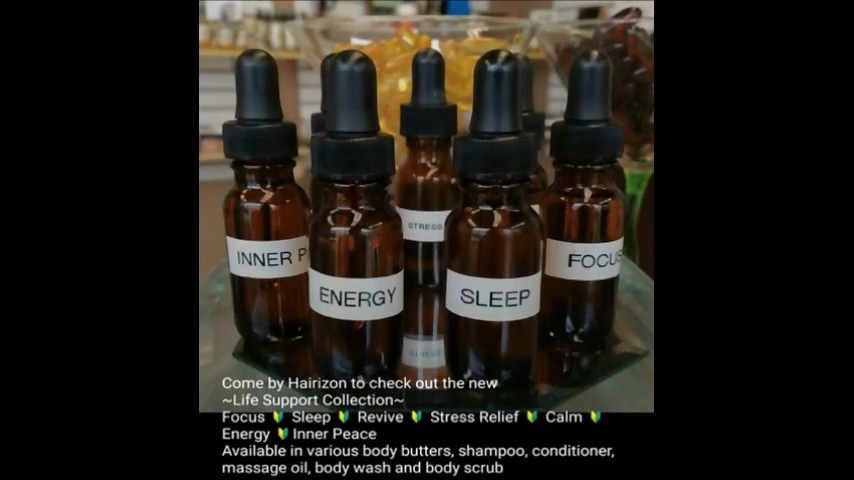 STRESS
INNER P
FOCUS
ENERGY
SLEEP
Come by Hairizon to check out the new
~Life Support Collection~
Focus 🔰 Sleep 🔰 Revive 🔰 Stress Relief 🔰 Calm 🔰
Energy 🔰 Inner Peace
Available in various body butters, shampoo, conditioner,
massage oil, body wash and body scrub